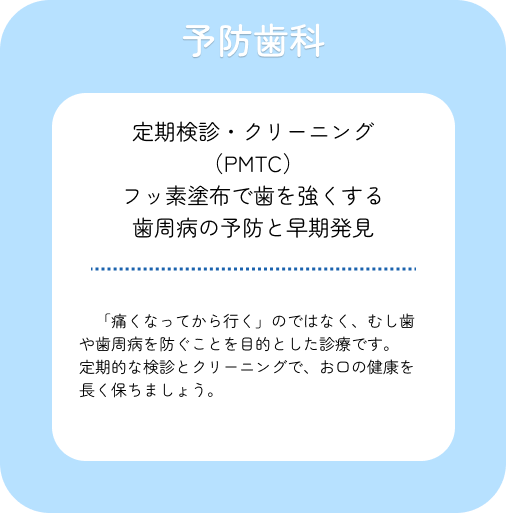 予防歯科
定期検診・クリーニング
（PMTC）
フッ素塗布で歯を強くする
歯周病の予防と早期発見
「痛くなってから行く」のではなく、むし歯
や歯周病を防ぐことを目的とした診療です。
定期的な検診とクリーニングで、お口の健康を
長く保ちましょう。